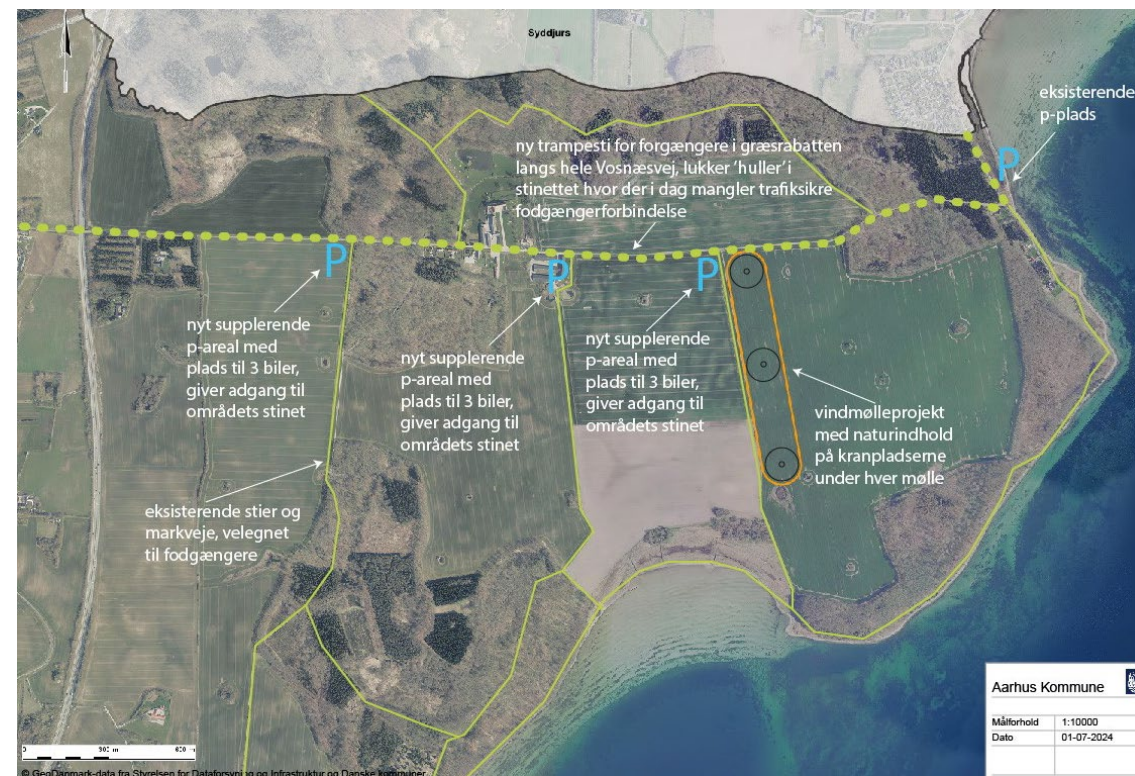 Syddjurs
eksisterende
p-plads
P
ny trampesti for forgængere i græsrabatten
langs hele Vosnæsvej, lukker 'huller' i
stinettet hvor der i dag mangler trafiksikre
fodgængerforbindelse
P
P
P
nyt supplerende
p-areal med
plads til 3 biler,
giver adgang til
områdets stinet
nyt supplerende
p-areal med
plads til 3 biler,
giver adgang til
områdets stinet
nyt supplerende
p-areal med
plads til 3 biler,
giver adgang til
områdets stinet
vindmølleprojekt
med naturindhold
på kranpladserne
under hver mølle
eksisterende stier og
markveje, velegnet
til fodgængere
Aarhus Kommune
Målforhold 1:10000
Dato 01-07-2024
0 300 m 600 m
© GeoDanmark-data fra Styrelsen for Dataforsyning og Infrastruktur og Danske kommuner